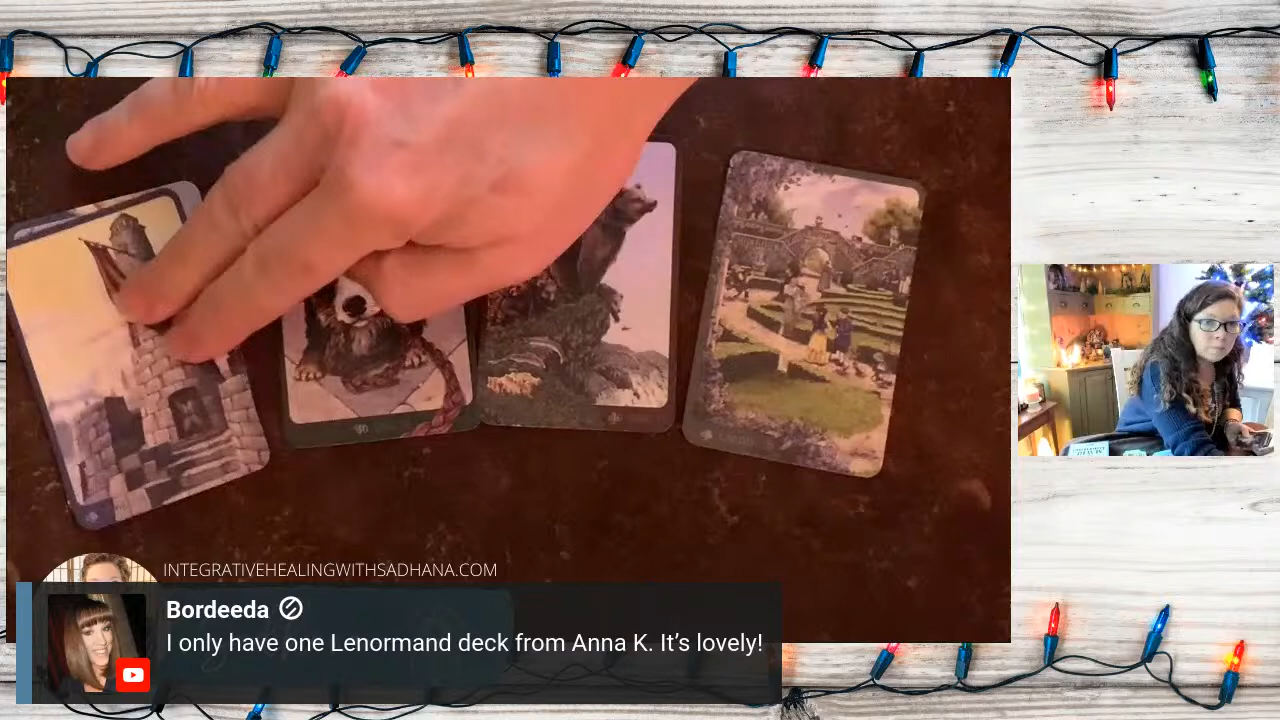 INTEGRATIVEHEALINGWITHSADHANA.COM
Bordeeda
I only have one Lenormand deck from Anna K. It’s lovely!